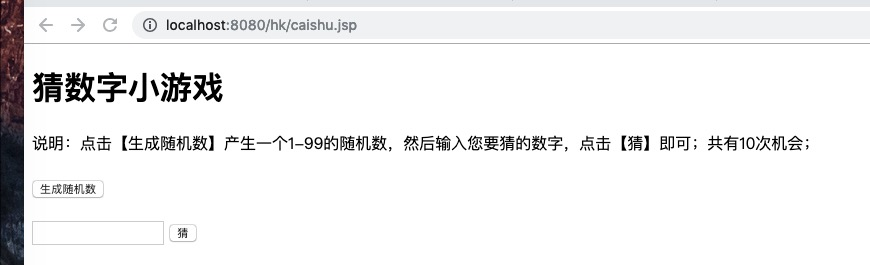 localhost:8080/hk/caishu.jsp
猜数字小游戏
说明：点击【生成随机数】产生一个1-99的随机数，然后输入您要猜的数字，点击【猜】即可；共有10次机会；
生成随机数
猜